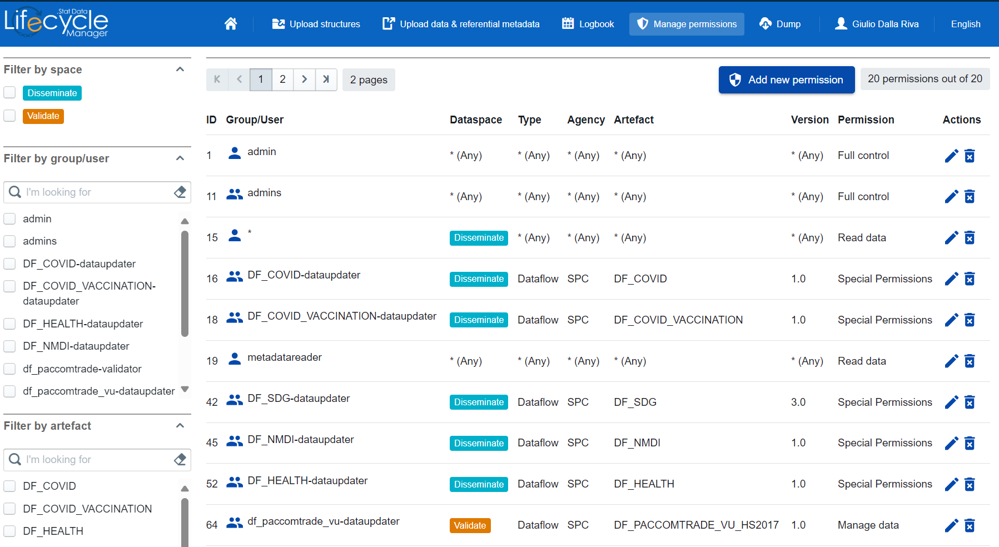 .Stat Data
Lifecycle
Manager
Upload structures
Upload data & referential metadata
Logbook
Manage permissions
Dump
Giulio Dalla Riva
English
Filter by space
Disseminate
Validate
Filter by group/user
I'm looking for
admin
admins
DF_COVID-dataupdater
DF_COVID_VACCINATION-
dataupdater
DF_HEALTH-dataupdater
DF_NMDI-dataupdater
df_paccomtrade-validator
df_paccomtrade_vu-dataupdater
Filter by artefact
I'm looking for
DF_COVID
DF_COVID_VACCINATION
DF_HEALTH
1 2 2 pages
Add new permission
20 permissions out of 20
ID Group/User Dataspace Type Agency Artefact Version Permission Actions
1 admin * (Any) * (Any) * (Any) * (Any) * (Any) Full control
11 admins * (Any) * (Any) * (Any) * (Any) * (Any) Full control
15 * Disseminate * (Any) * (Any) * (Any) * (Any) Read data
16 DF_COVID-dataupdater Disseminate Dataflow SPC DF_COVID 1.0 Special Permissions
18 DF_COVID_VACCINATION-dataupdater Disseminate Dataflow SPC DF_COVID_VACCINATION 1.0 Special Permissions
19 metadatareader * (Any) * (Any) * (Any) * (Any) * (Any) Read data
42 DF_SDG-dataupdater Disseminate Dataflow SPC DF_SDG 3.0 Special Permissions
45 DF_NMDI-dataupdater Disseminate Dataflow SPC DF_NMDI 1.0 Special Permissions
52 DF_HEALTH-dataupdater Disseminate Dataflow SPC DF_HEALTH 1.0 Special Permissions
64 df_paccomtrade_vu-dataupdater Validate Dataflow SPC DF_PACCOMTRADE_VU_HS2017 1.0 Manage data